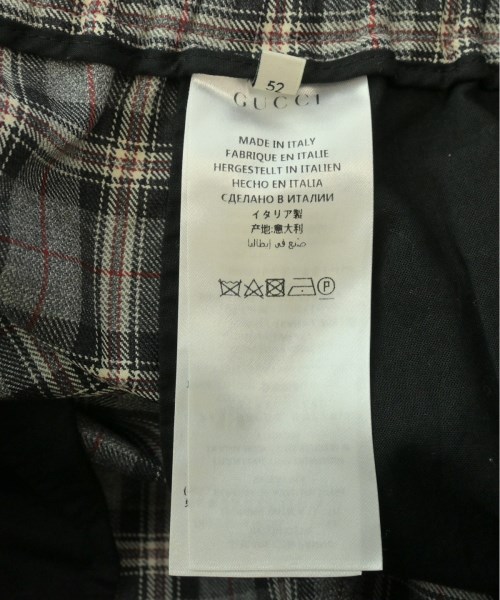 52
GUCCI
MADE IN ITALY
FABRIQUE EN ITALIE
HERGESTELLT IN ITALIEN
HECHO EN ITALIA
СДЕЛАНО В ИТАЛИИ
イタリア製
产地:意大利
صنع في إيطاليا
P